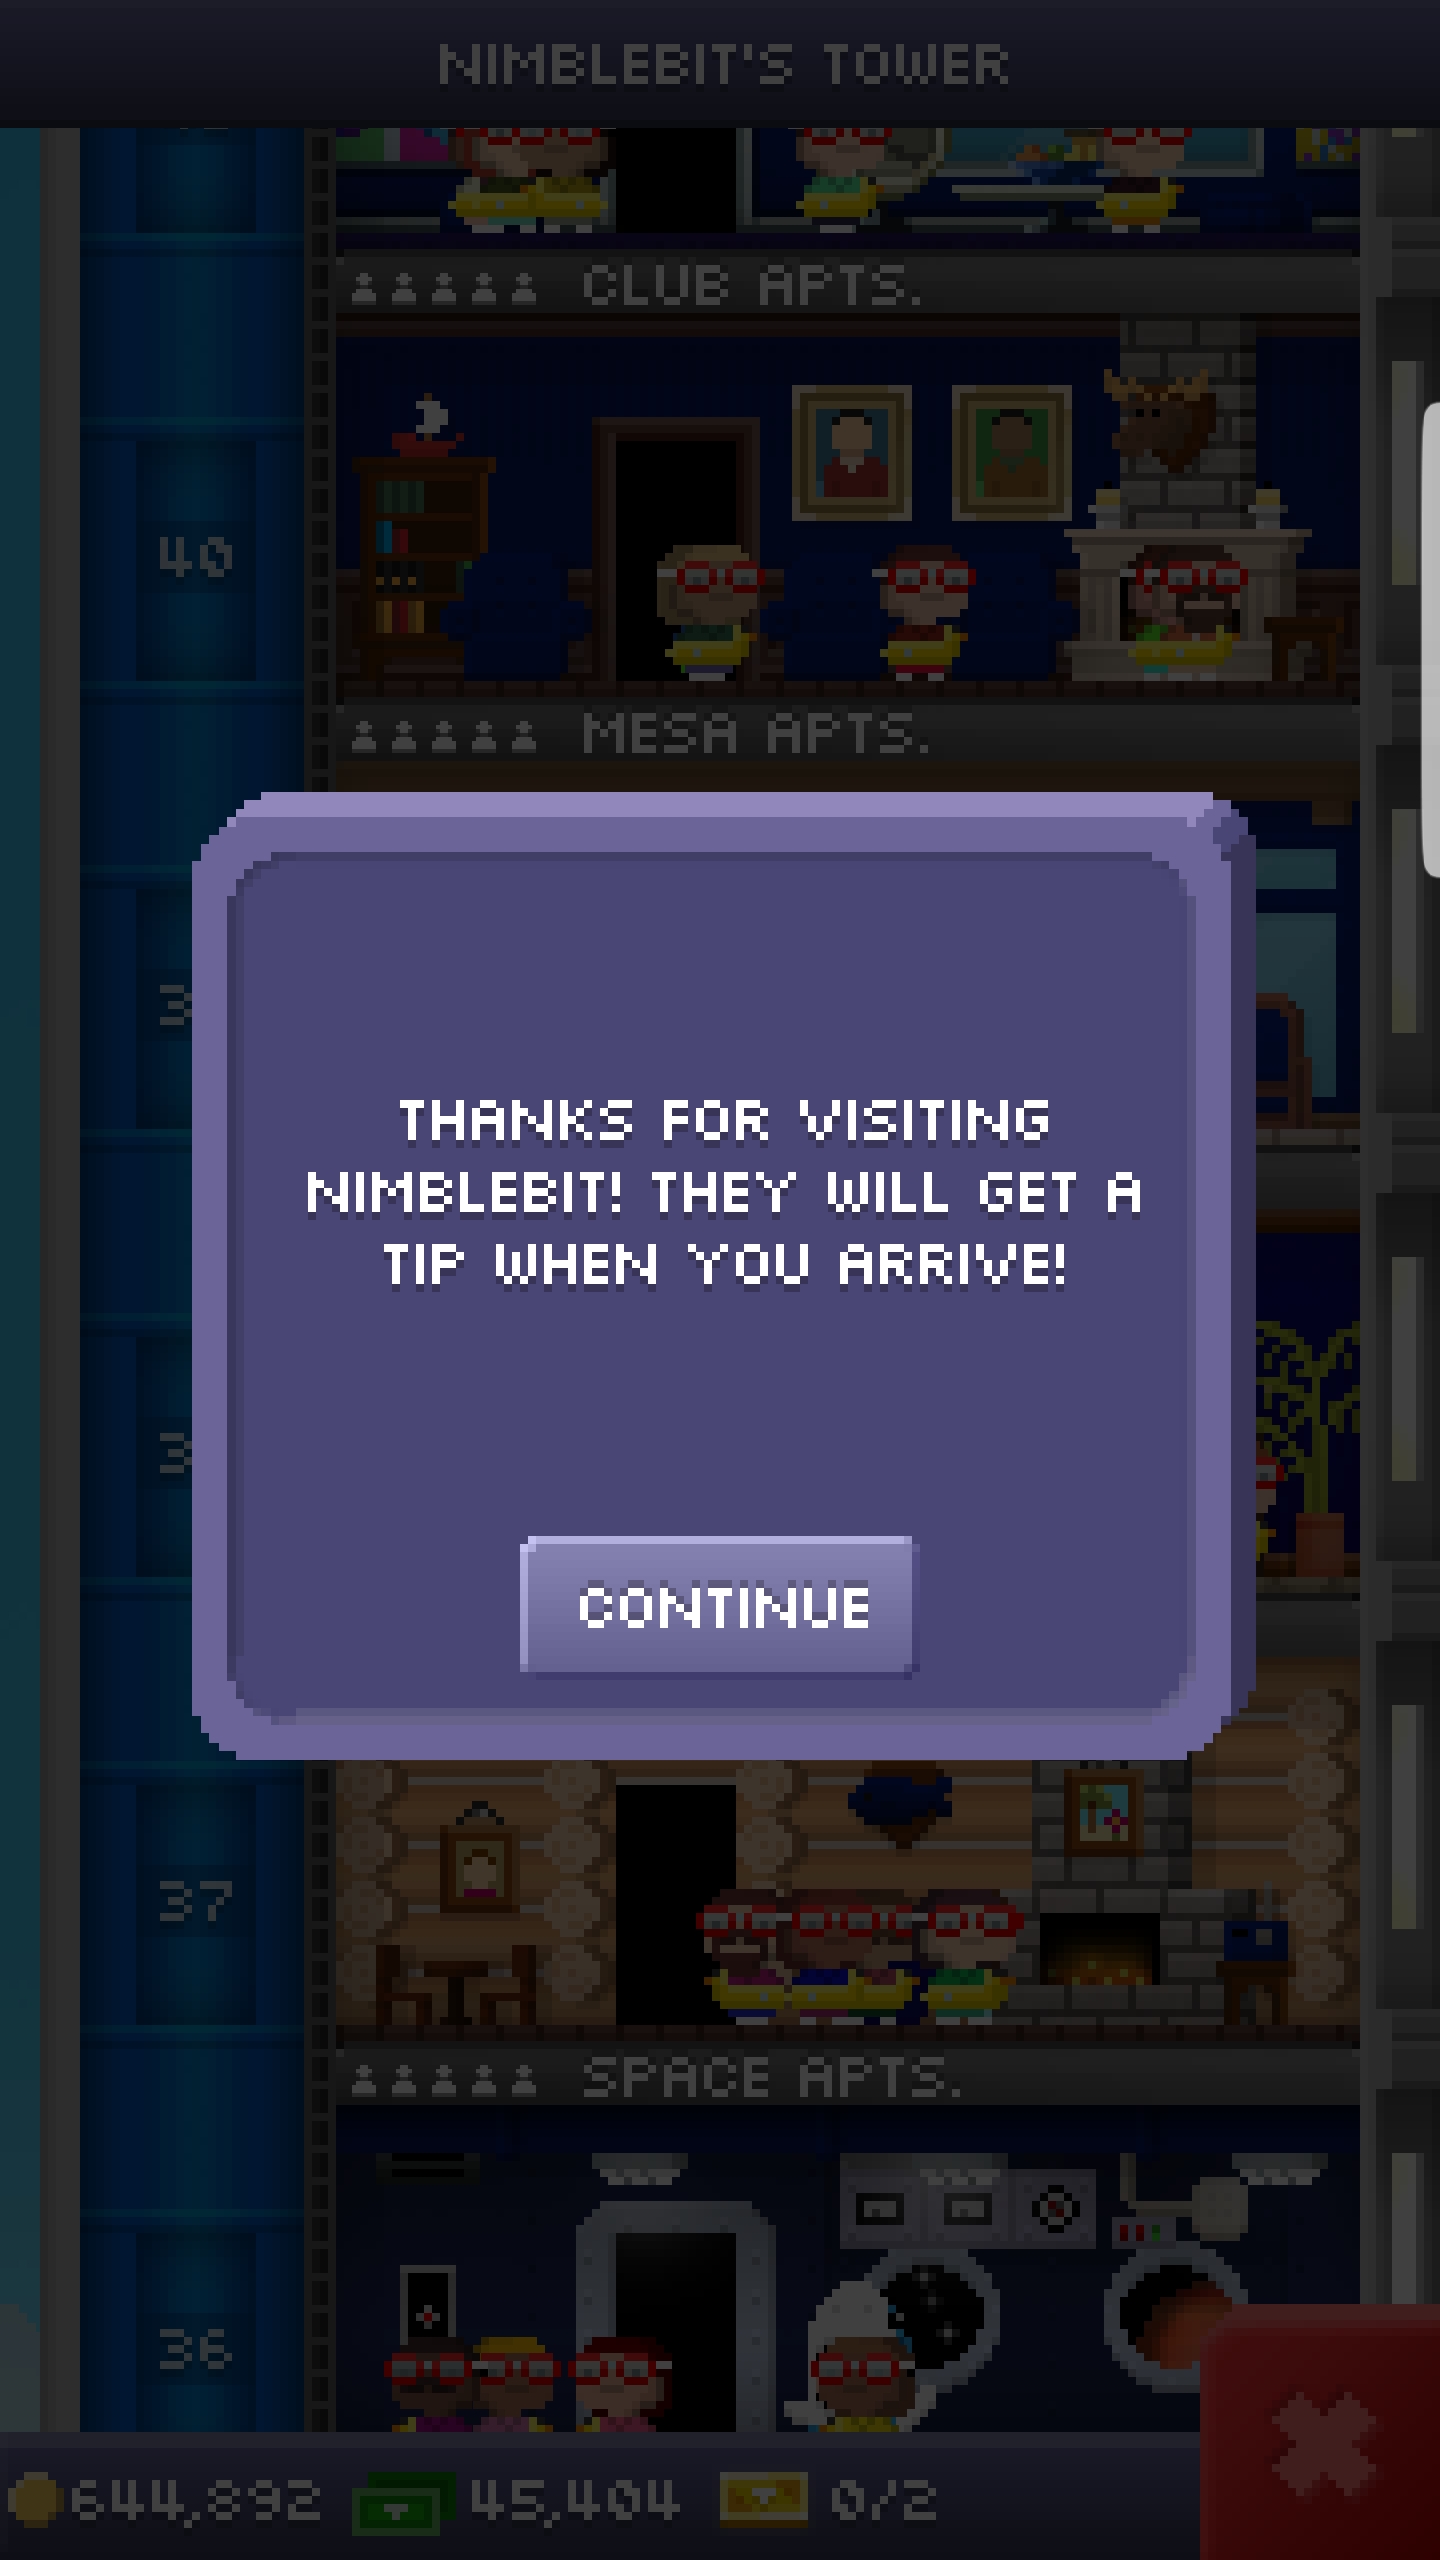 NIMBLEBIT'S TOWER
CLUB APTS.
40
MESA APTS.
THANKS FOR VISITING
NIMBLEBIT! THEY WILL GET A
TIP WHEN YOU ARRIVE!
CONTINUE
37
SPACE APTS.
36
644,892 45,404 0/2